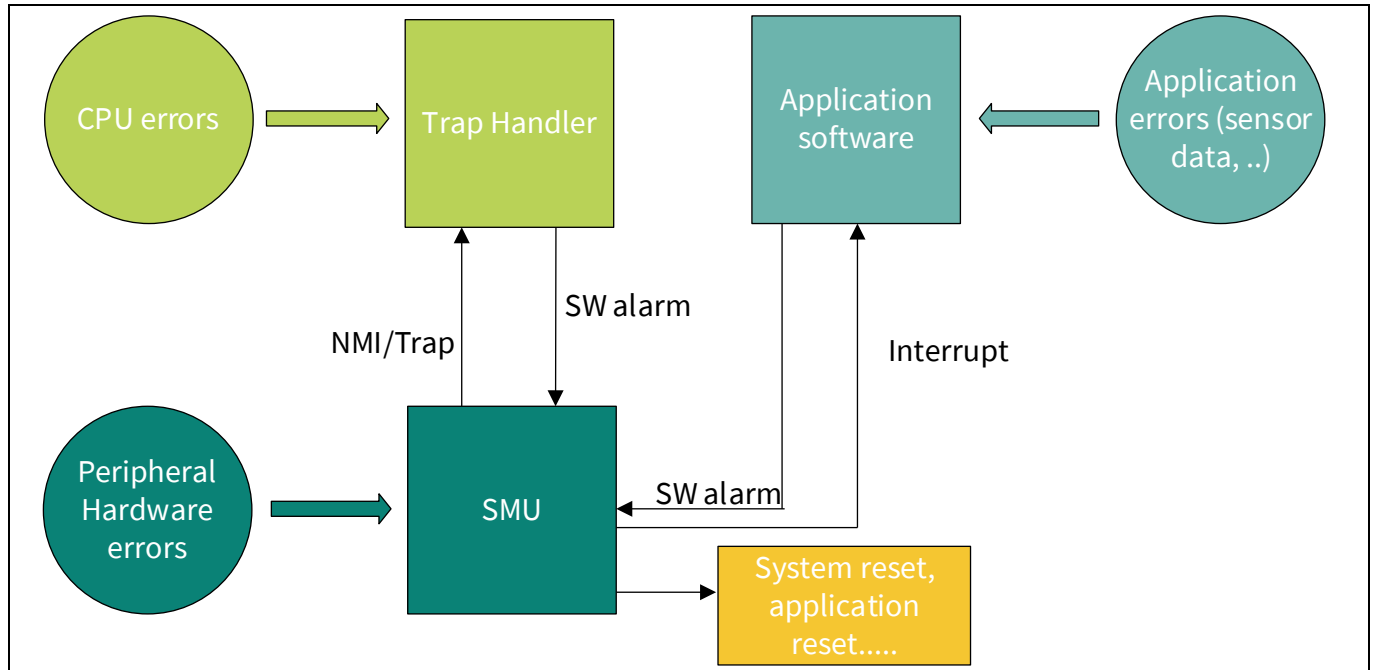 CPU errors
Trap Handler
Application
software
Application
errors (sensor
data, ..)
SW alarm
NMI/Trap
Interrupt
Peripheral
Hardware
errors
SMU
SW alarm
System reset,
application
reset.....